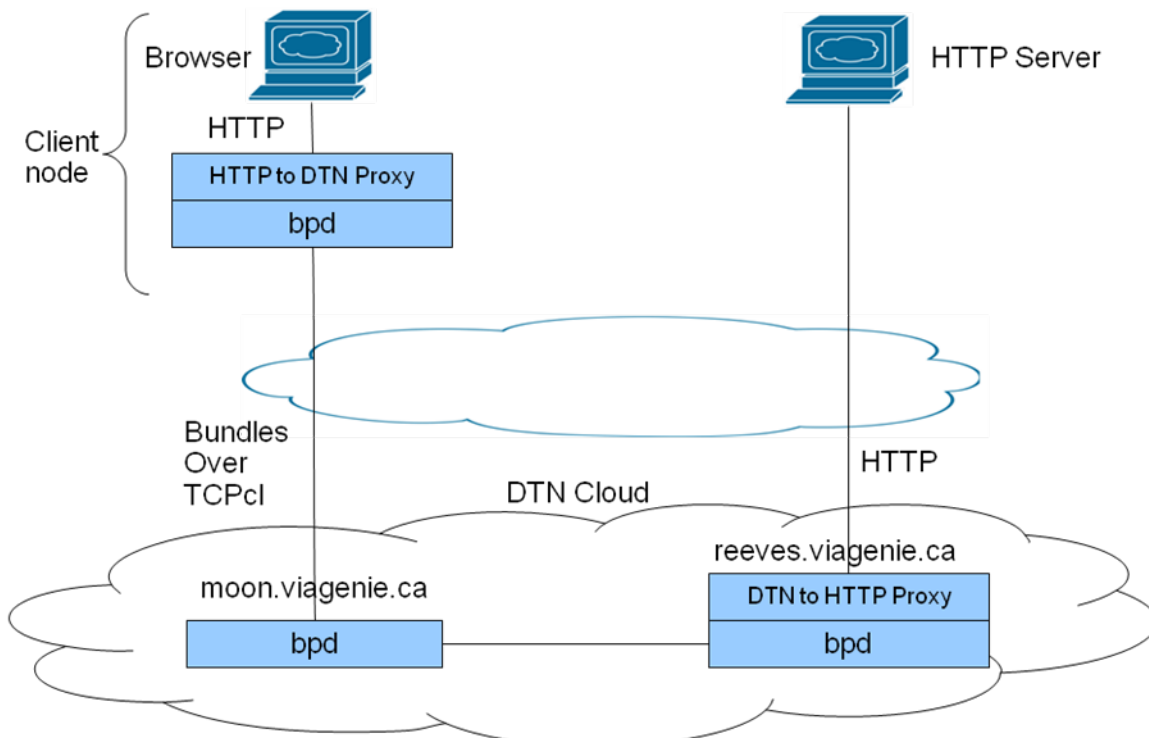 Browser
HTTP Server
HTTP
Client
node
HTTP to DTN Proxy
bpd
Bundles
Over
TCPcl
HTTP
DTN Cloud
reeves.viagenie.ca
moon.viagenie.ca
DTN to HTTP Proxy
bpd
bpd